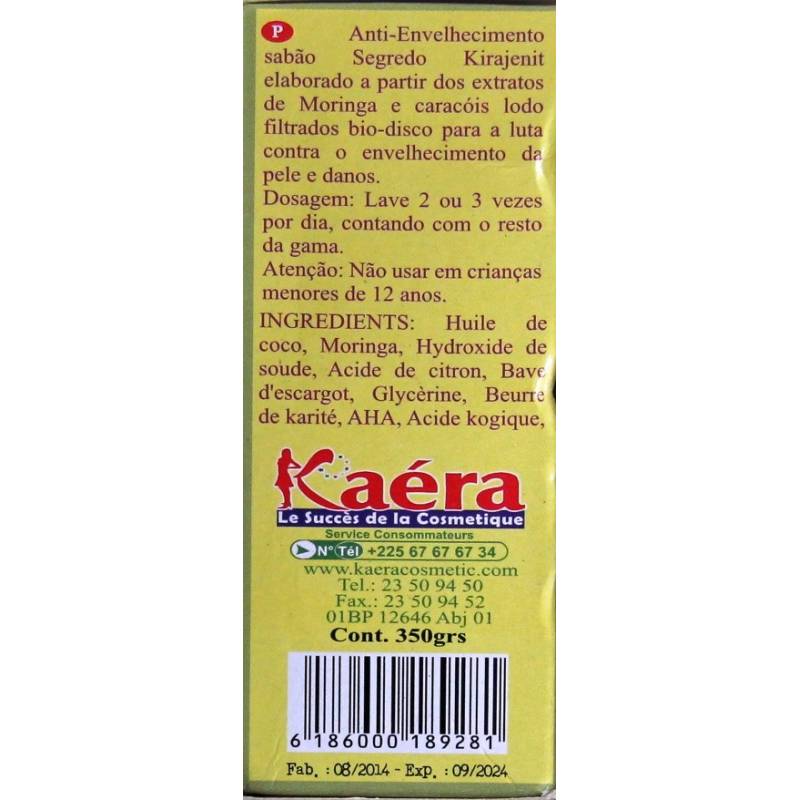 P Anti-Envelhecimento
sabão Segredo Kirajenit
elaborado a partir dos extratos
de Moringa e caracóis lodo
filtrados bio-disco para a luta
contra o envelhecimento da
pele e danos.
Dosagem: Lave 2 ou 3 vezes
por dia, contando com o resto
da gama.
Atenção: Não usar em crianças
menores de 12 anos.
INGREDIENTS: Huile de
coco, Moringa, Hydroxide de
soude, Acide de citron, Bave
d'escargot, Glycèrine, Beurre
de karité, AHA, Acide kogique,
Kaéra
Le Succès de la Cosmetique
Service Consommateurs
N° Tél +225 67 67 67 34
www.kaeracosmetic.com
Tel.: 23 50 94 50
Fax.: 23 50 94 52
01BP 12646 Abj 01
Cont. 350grs
6 186000 189281
Fab. : 08/2014 - Exp. : 09/2024